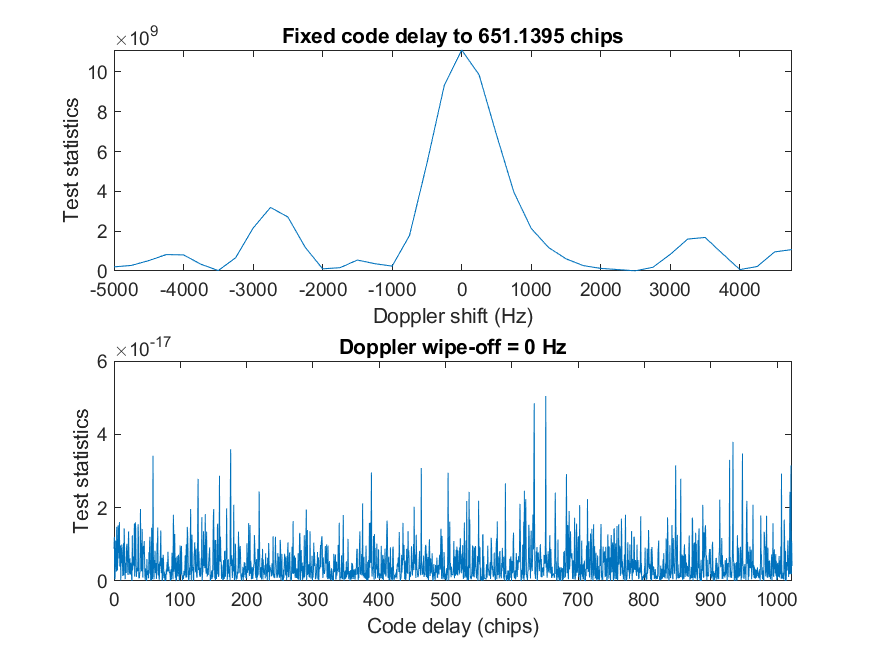 ×10^9
Fixed code delay to 651.1395 chips
Test statistics
10
8
6
4
2
0
-5000 -4000 -3000 -2000 -1000 0 1000 2000 3000 4000
Doppler shift (Hz)
×10^-17
Doppler wipe-off = 0 Hz
Test statistics
6
4
2
0
0 100 200 300 400 500 600 700 800 900 1000
Code delay (chips)